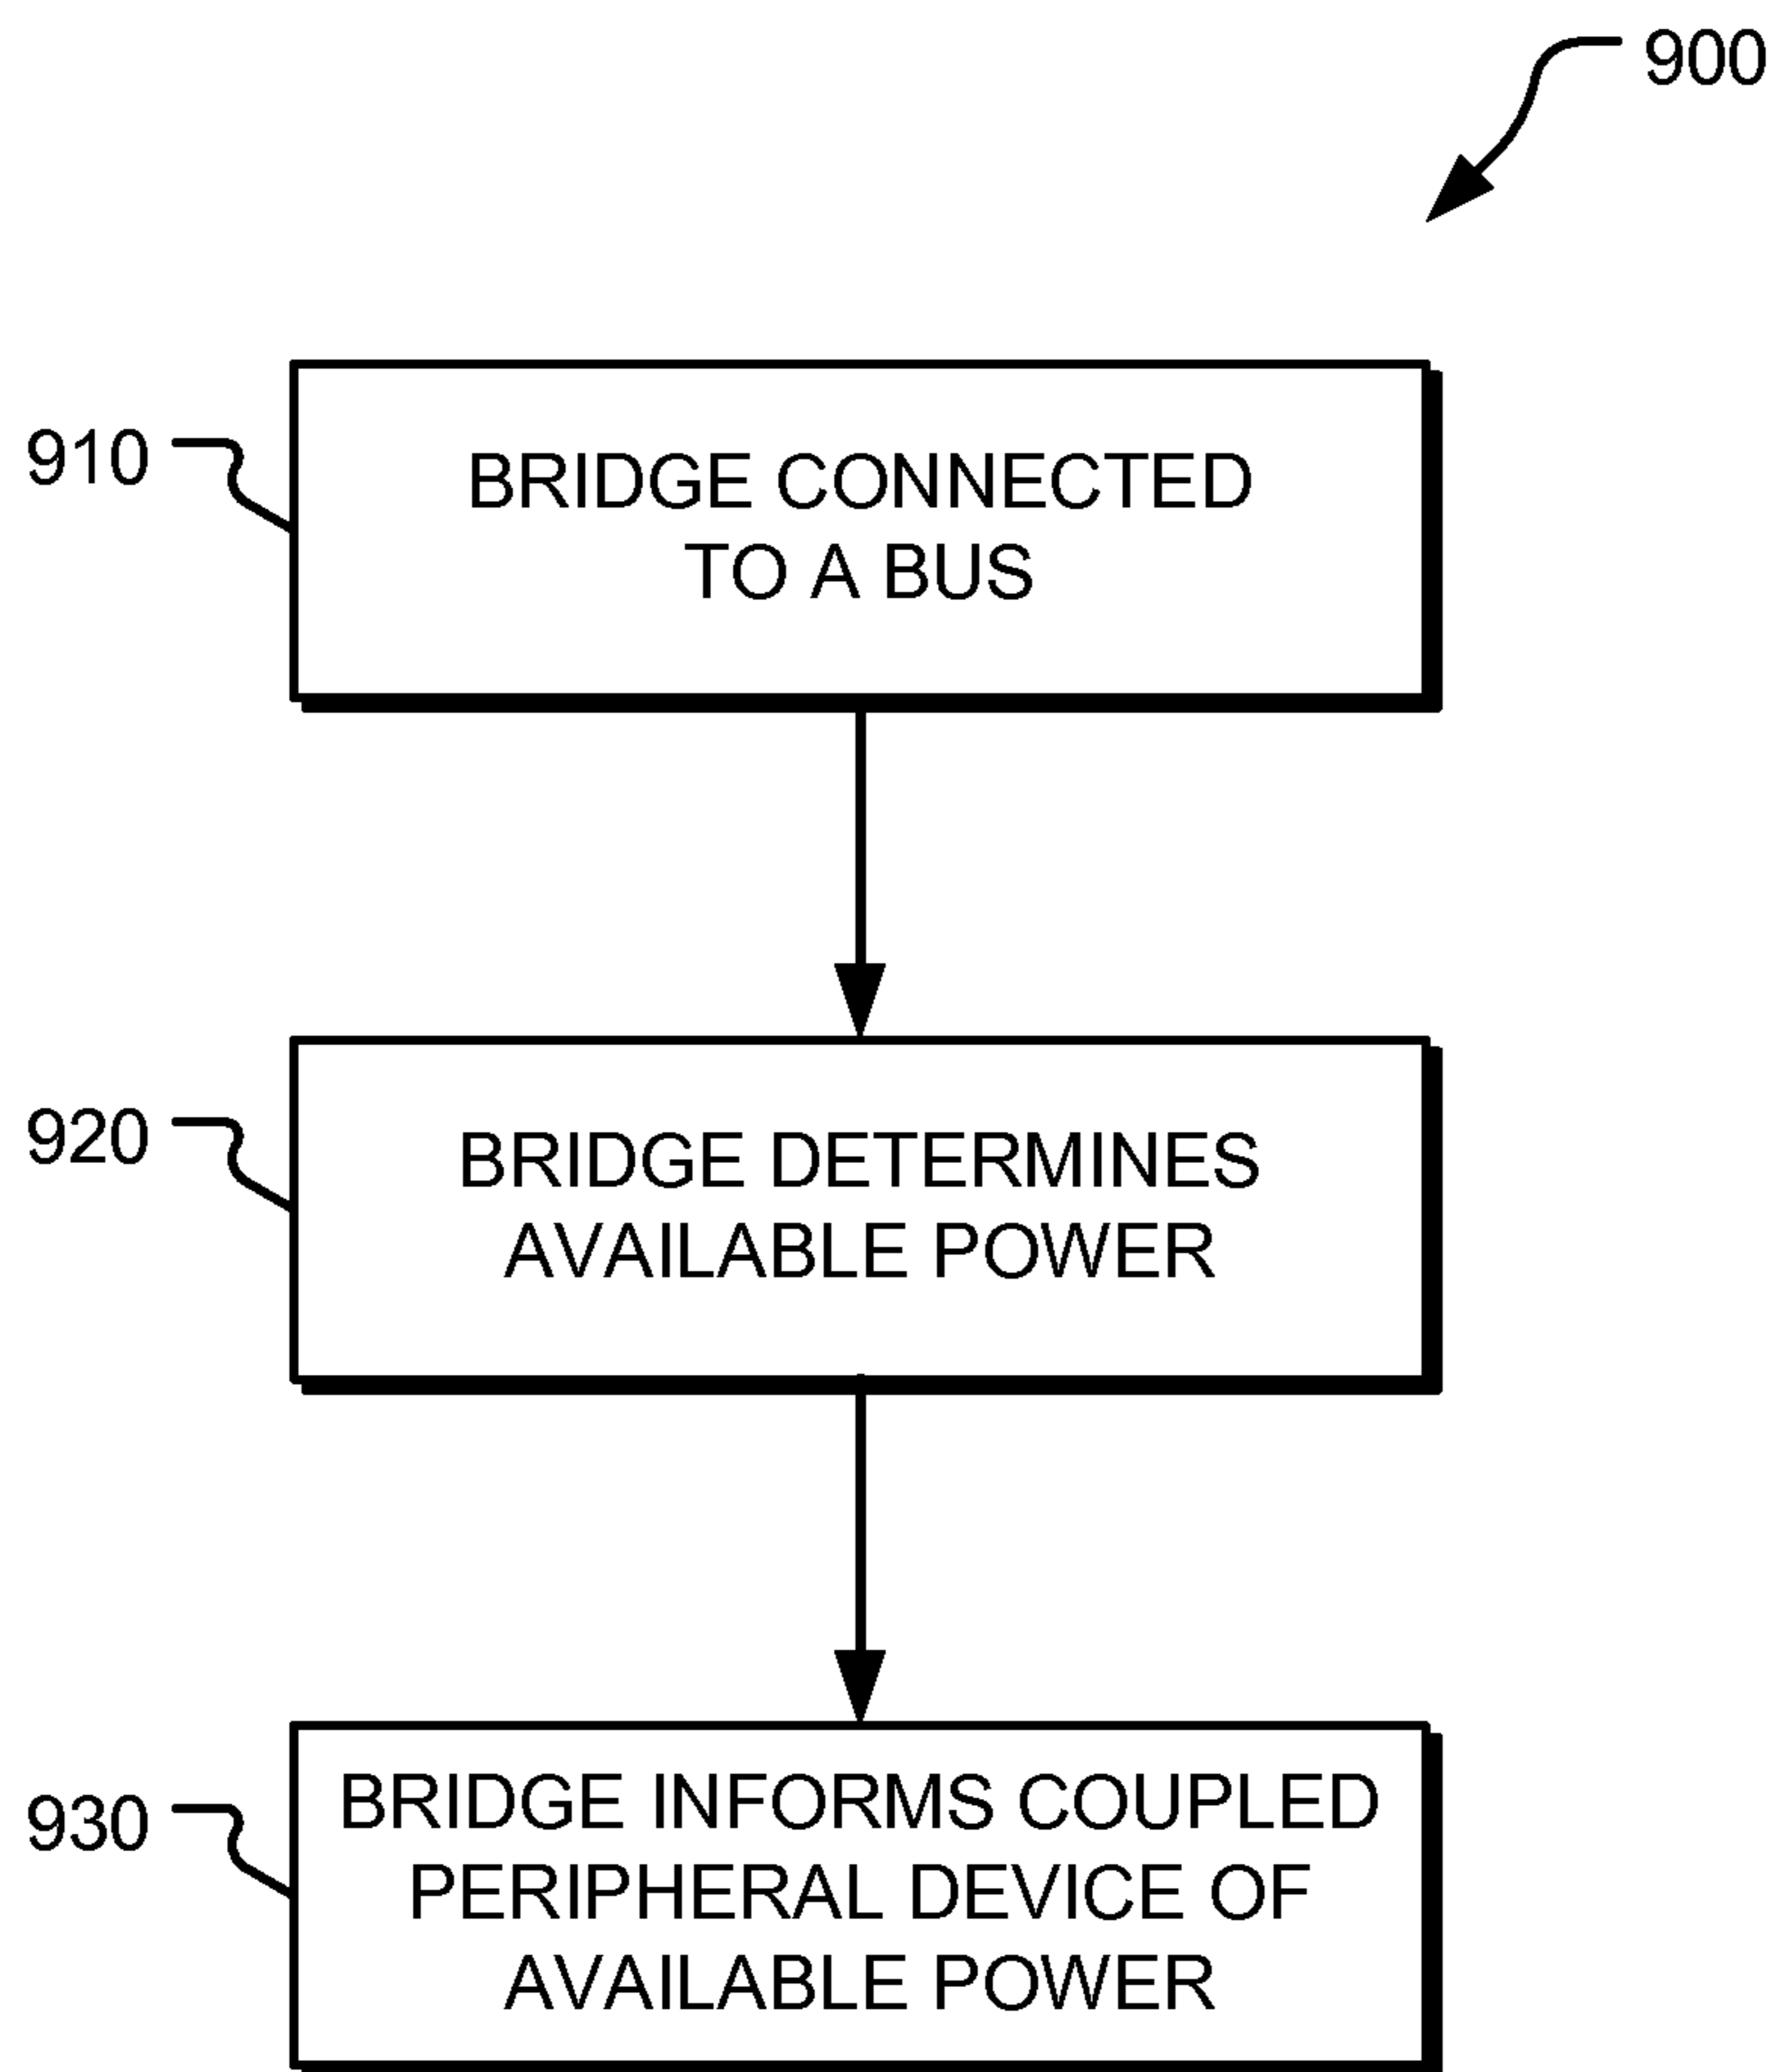 900
910
BRIDGE CONNECTED
TO A BUS
920
BRIDGE DETERMINES
AVAILABLE POWER
930
BRIDGE INFORMS COUPLED
PERIPHERAL DEVICE OF
AVAILABLE POWER